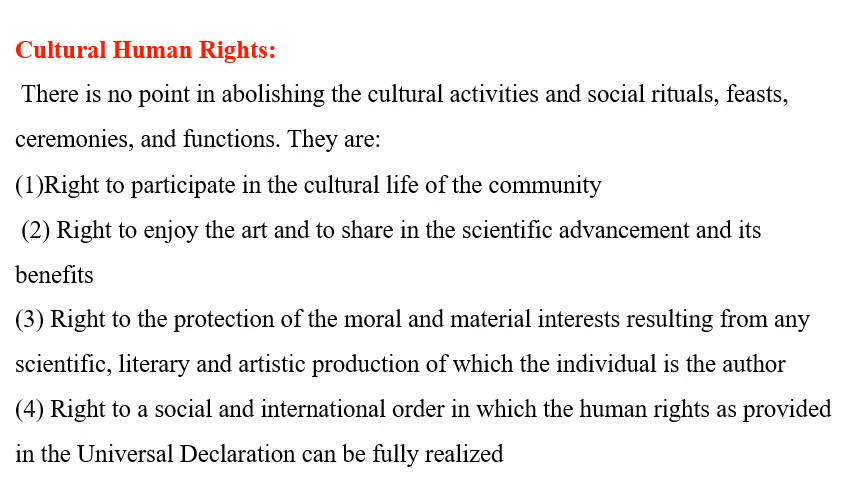 Cultural Human Rights:
There is no point in abolishing the cultural activities and social rituals, feasts,
ceremonies, and functions. They are:
(1)Right to participate in the cultural life of the community
(2) Right to enjoy the art and to share in the scientific advancement and its
benefits
(3) Right to the protection of the moral and material interests resulting from any
scientific, literary and artistic production of which the individual is the author
(4) Right to a social and international order in which the human rights as provided
in the Universal Declaration can be fully realized